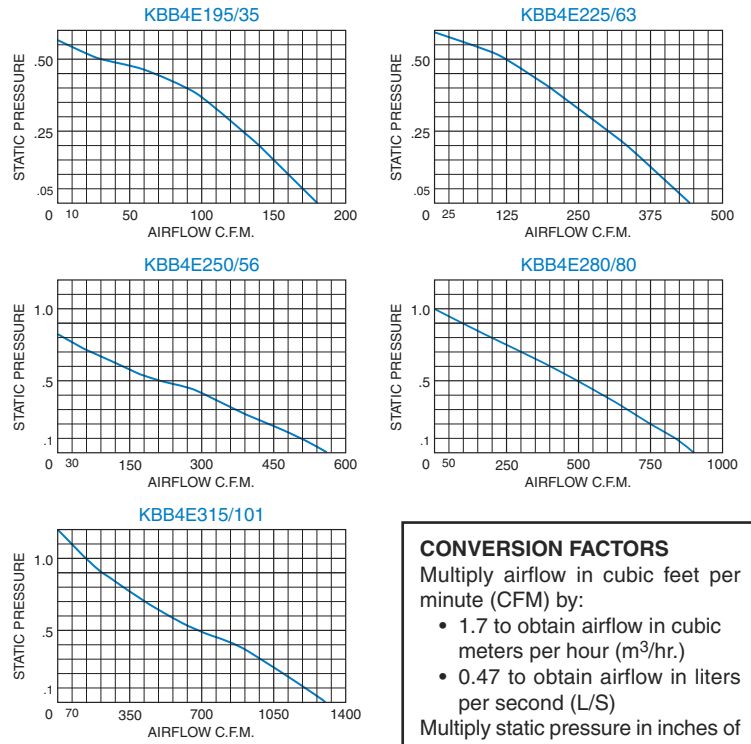 KBB4E195/35
STATIC PRESSURE
.50
.25
.05
0 10 50 100 150 200
AIRFLOW C.F.M.
KBB4E225/63
STATIC PRESSURE
.50
.25
.05
0 25 125 250 375 500
AIRFLOW C.F.M.
KBB4E250/56
STATIC PRESSURE
1.0
.5
.1
0 30 150 300 450 600
AIRFLOW C.F.M.
KBB4E280/80
STATIC PRESSURE
1.0
.5
.1
0 50 250 500 750 1000
AIRFLOW C.F.M.
KBB4E315/101
STATIC PRESSURE
1.0
.5
.1
0 70 350 700 1050 1400
AIRFLOW C.F.M.
CONVERSION FACTORS
Multiply airflow in cubic feet per
minute (CFM) by:
• 1.7 to obtain airflow in cubic
meters per hour (m³/hr.)
• 0.47 to obtain airflow in liters
per second (L/S)
Multiply static pressure in inches of